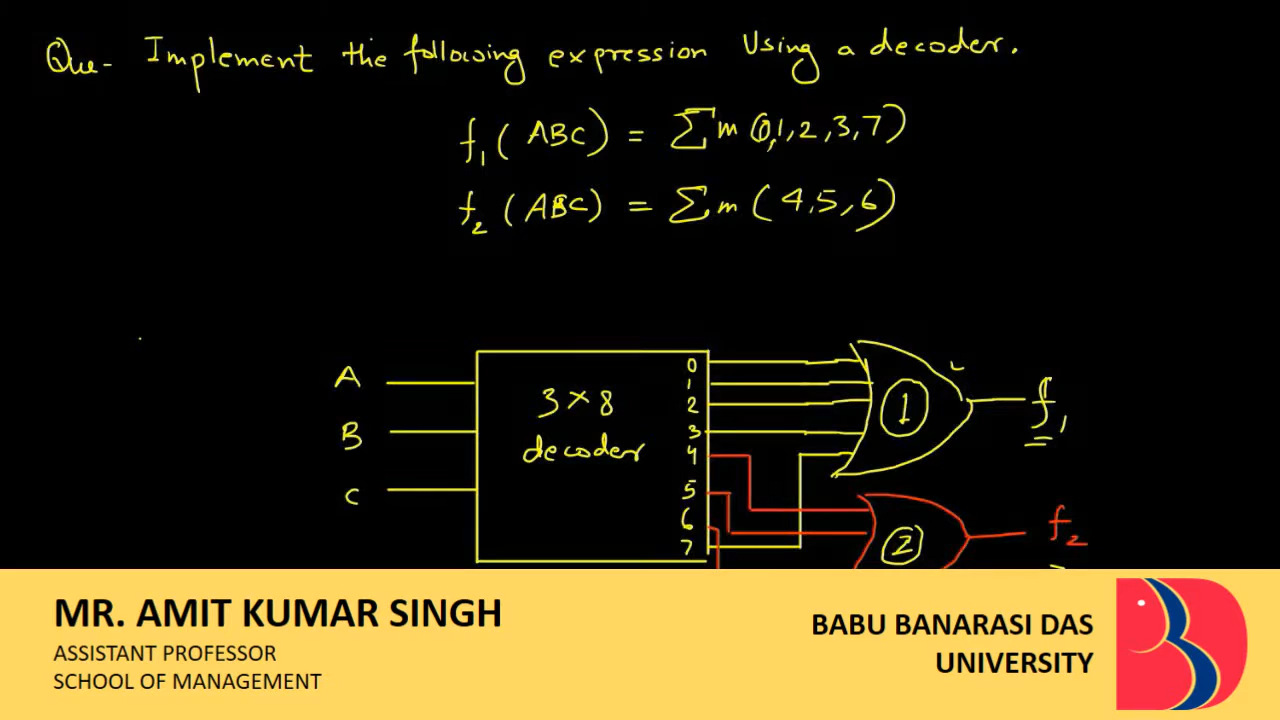 Que- Implement the following expression Using a decoder.
f1 (ABC) = ∑m (0,1,2,3,7)
f2 (ABC) = ∑m (4,5,6)
A
B
C
3×8
decoder
0
1
2
3
4
5
6
7
1
f1
2
f2
MR. AMIT KUMAR SINGH
ASSISTANT PROFESSOR
SCHOOL OF MANAGEMENT
BABU BANARASI DAS
UNIVERSITY